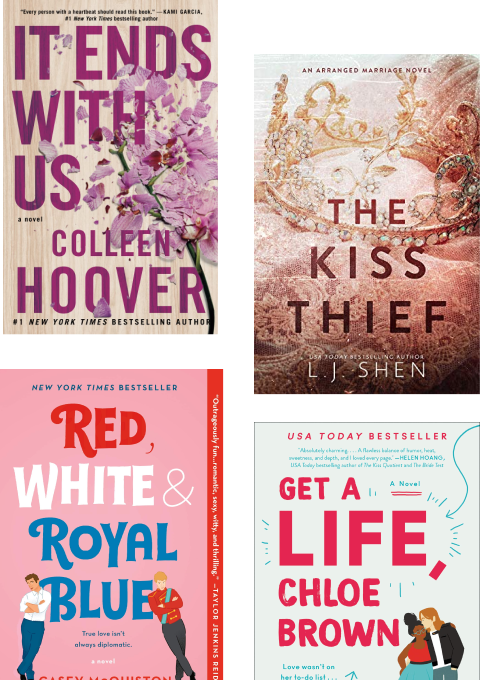 "Every person with a heartbeat should read this book." —KAMI GARCIA,
#1 New York Times bestselling author
IT ENDS
WITH
US
a novel
COLLEEN
HOOVER
#1 NEW YORK TIMES BESTSELLING AUTHOR
AN ARRANGED MARRIAGE NOVEL
THE
KISS
THIEF
USA TODAY BESTSELLING AUTHOR
L.J. SHEN
NEW YORK TIMES BESTSELLER
RED,
WHITE &
ROYAL
BLUE
True love isn't
always diplomatic.
a novel
CASEY McQUISTON
"Outrageously fun...romantic, sexy, witty, and thrilling." —TAYLOR JENKINS REID
USA TODAY BESTSELLER
"Absolutely charming . . . A flawless balance of humor, heat,
sweetness, and depth, and I loved every page." —HELEN HOANG,
USA Today bestselling author of The Kiss Quotient and The Bride Test
GET A
A Novel
LIFE,
CHLOE
BROWN
Love wasn't on
her to-do list . . .